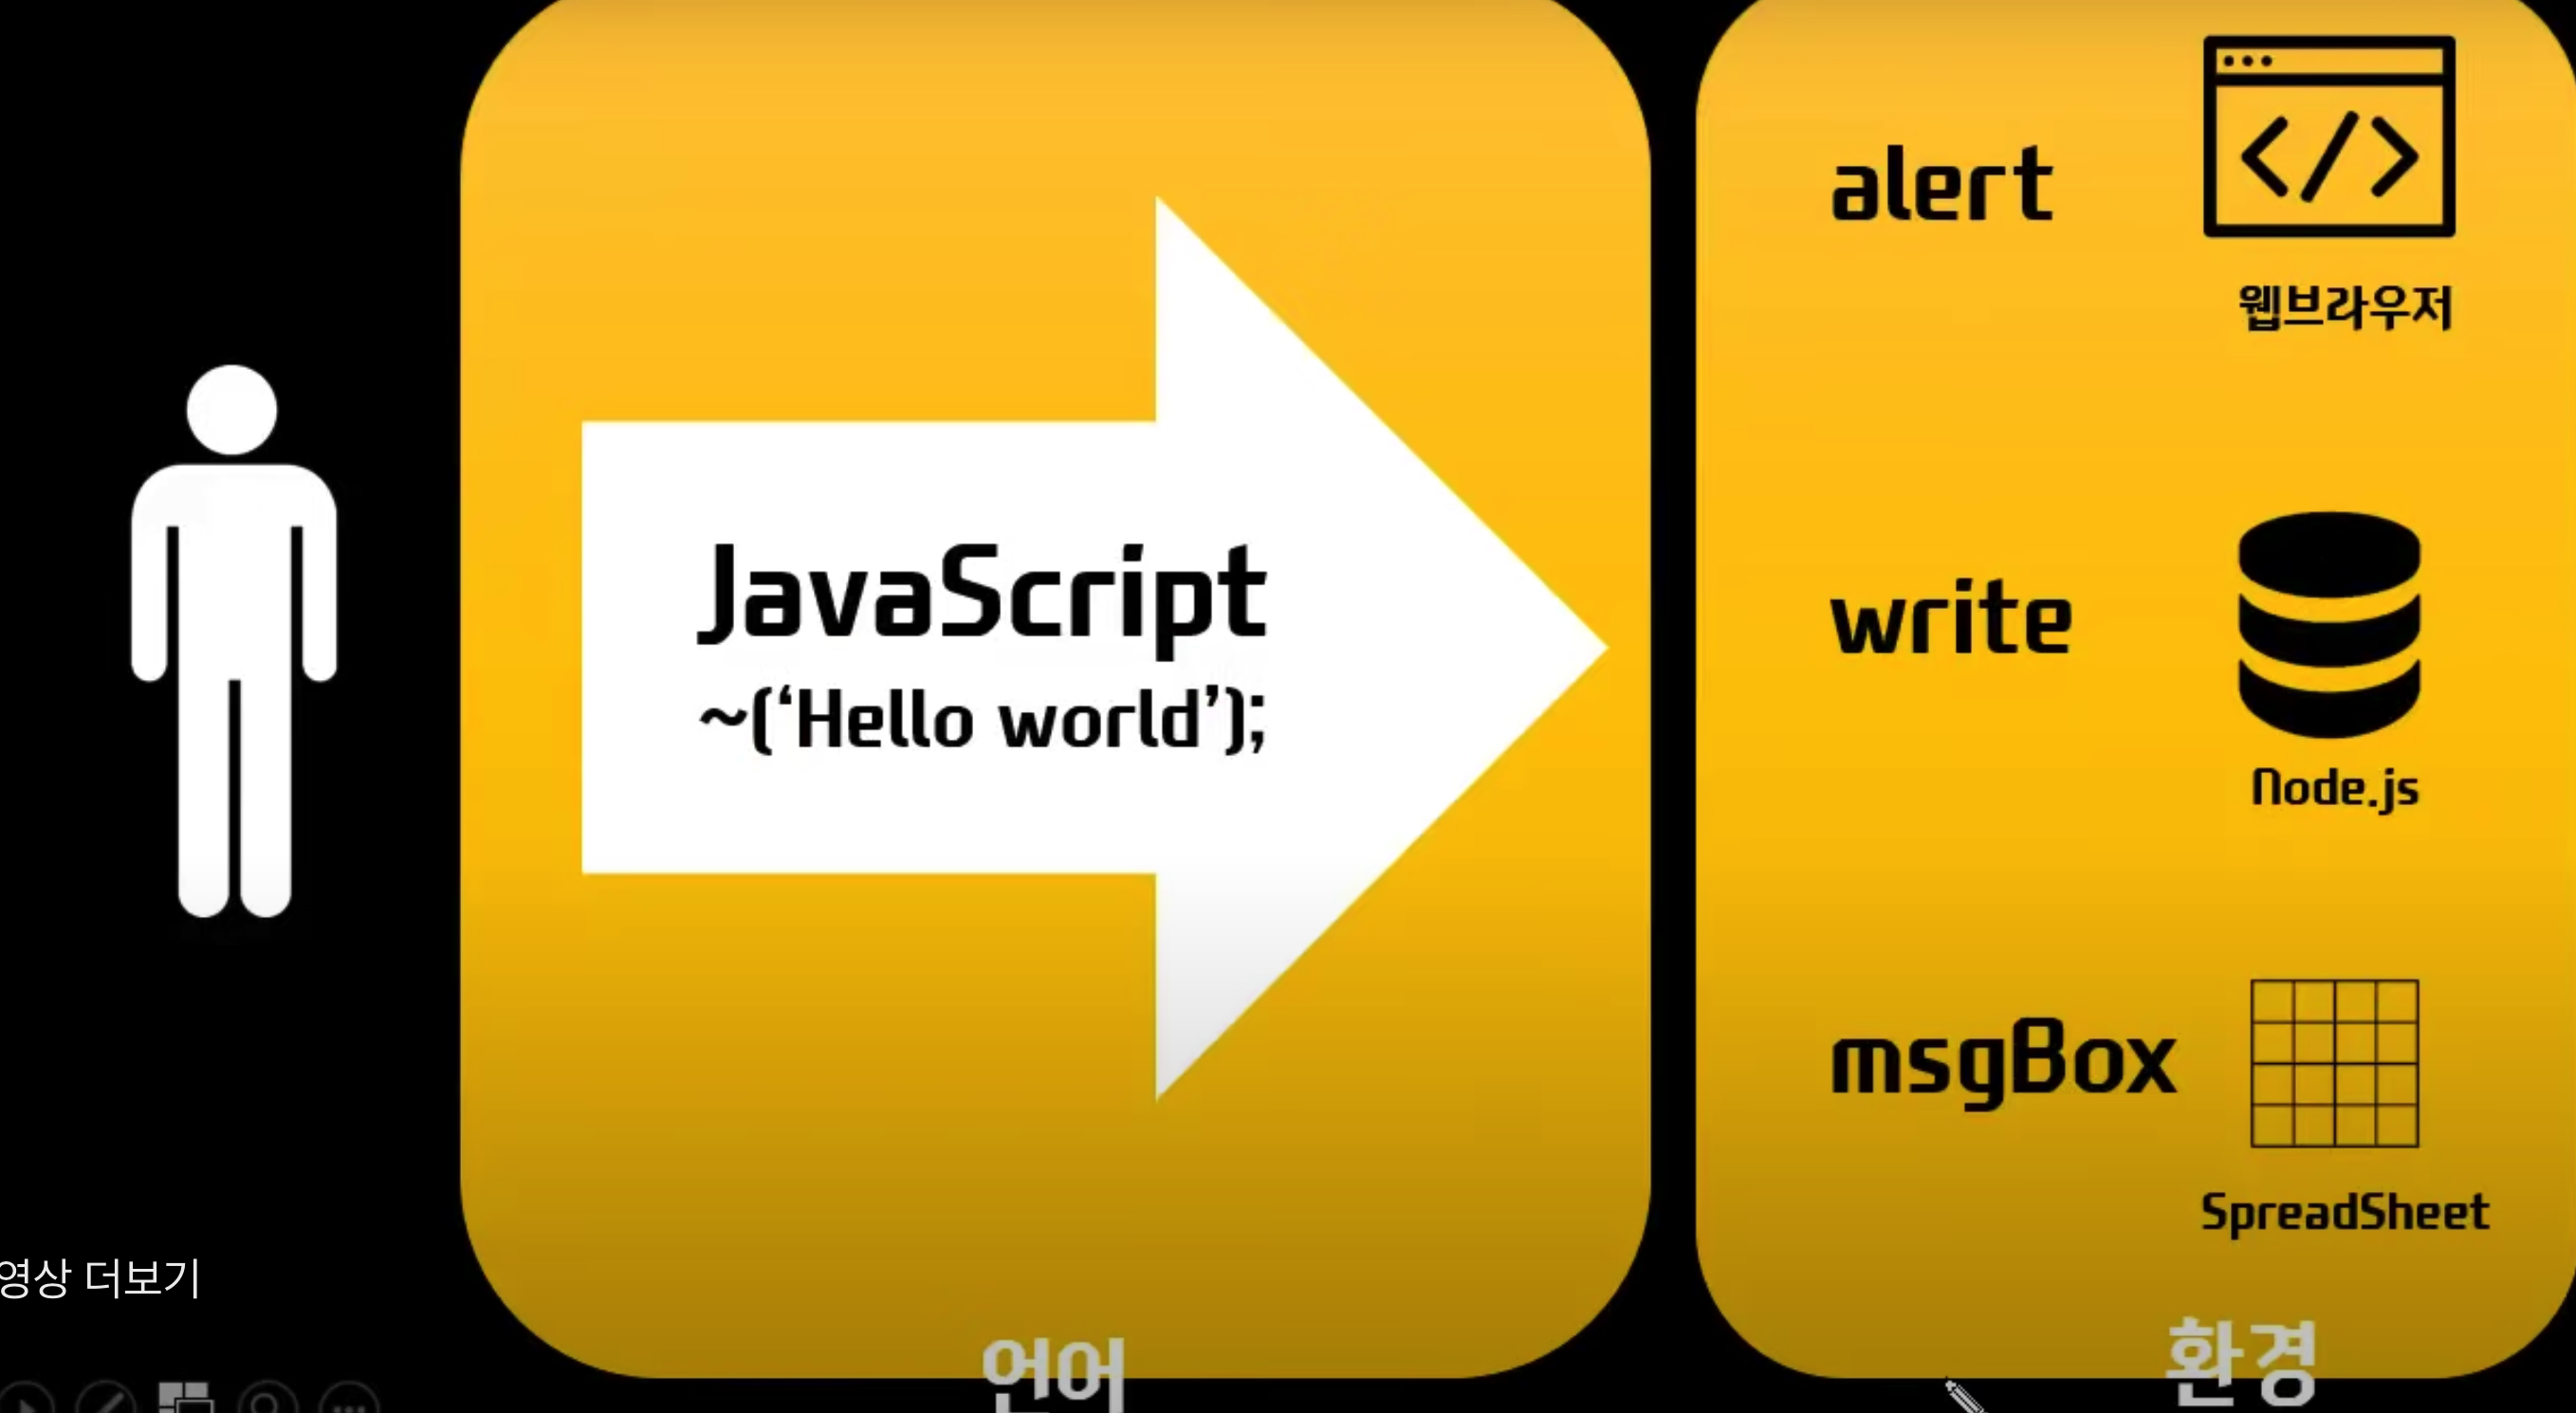 JavaScript
~(‘Hello world’);
언어
alert
웹브라우저
write
Node.js
msgBox
SpreadSheet
환경
영상 더보기